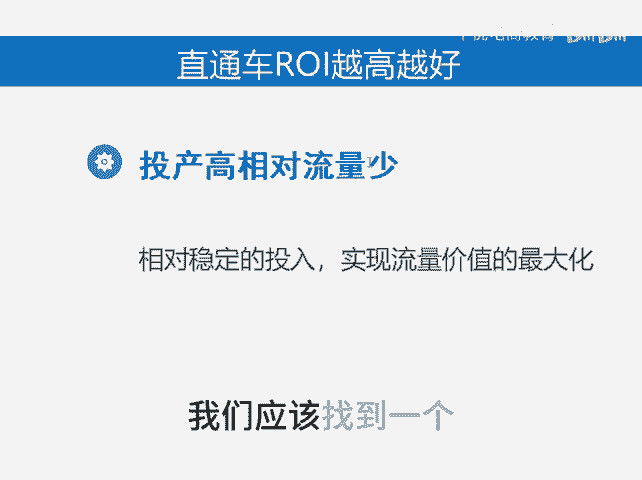 直通车ROI越高越好
投产高相对流量少
相对稳定的投入，实现流量价值的最大化
我们应该找到一个